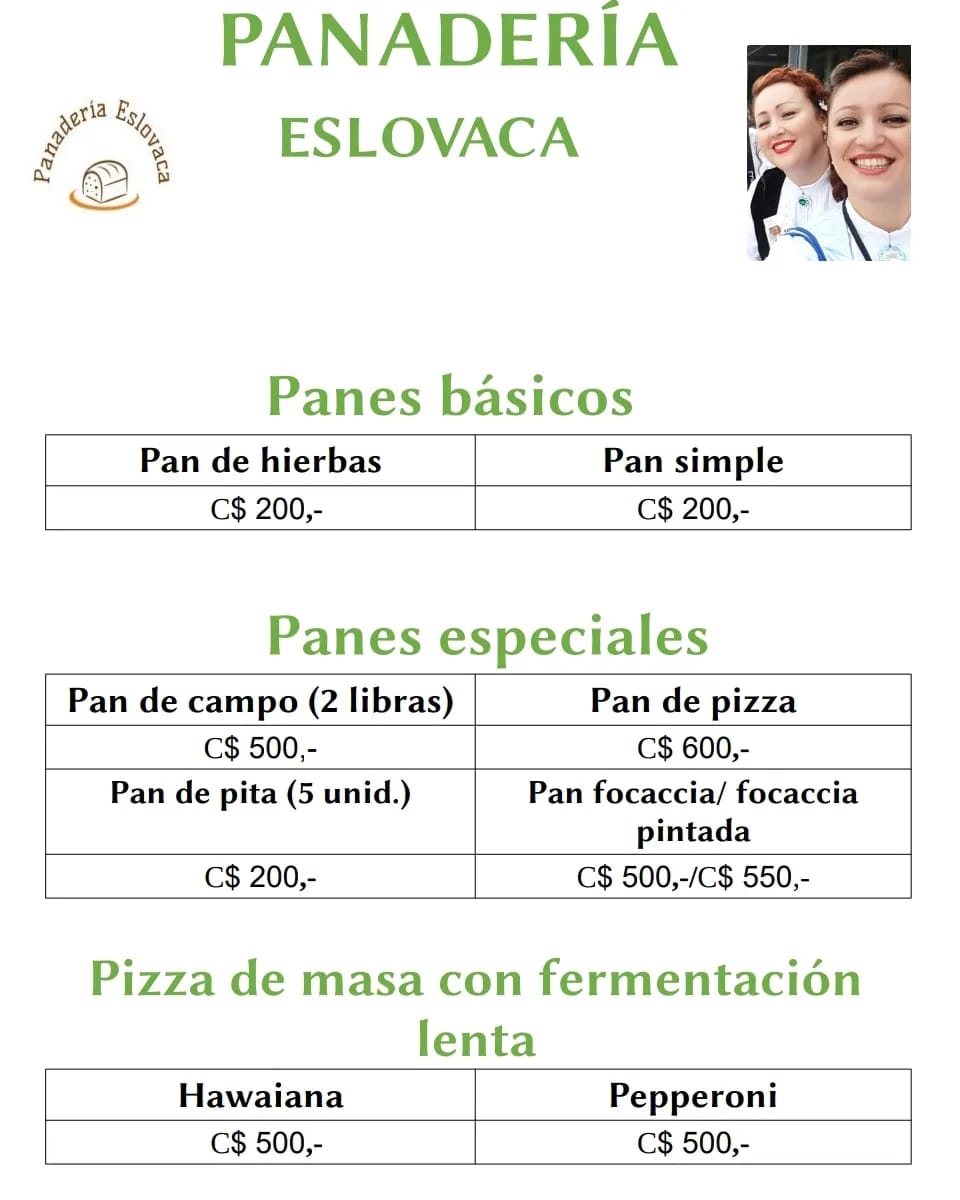 PANADERÍA
ESLOVACA
Panadería Eslovaca
Panes básicos
Pan de hierbas
Pan simple
C$ 200,-
C$ 200,-
Panes especiales
Pan de campo (2 libras)
Pan de pizza
C$ 500,-
C$ 600,-
Pan de pita (5 unid.)
Pan focaccia/ focaccia
pintada
C$ 200,-
C$ 500,-/C$ 550,-
Pizza de masa con fermentación
lenta
Hawaiana
Pepperoni
C$ 500,-
C$ 500,-